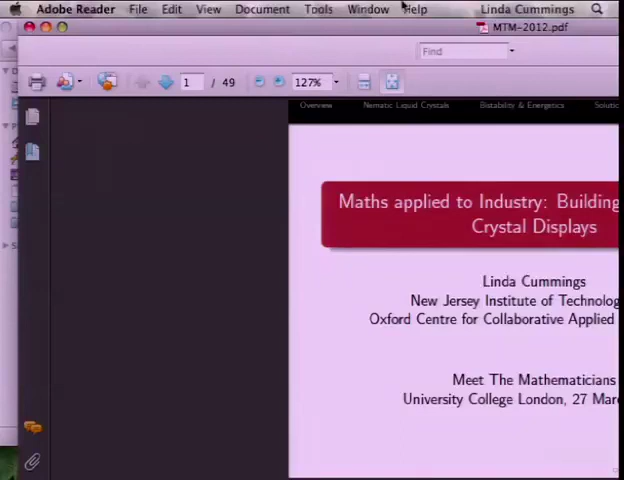 Adobe Reader File Edit View Document Tools Window Help Linda Cummings
MTM-2012.pdf
Find
1 / 49 127%
Overview Nematic Liquid Crystals Bistability & Energetics
Maths applied to Industry: Building
Crystal Displays
Linda Cummings
New Jersey Institute of
Oxford Centre for Collaborative Applied
Meet The Mathematicians
University College London, 27